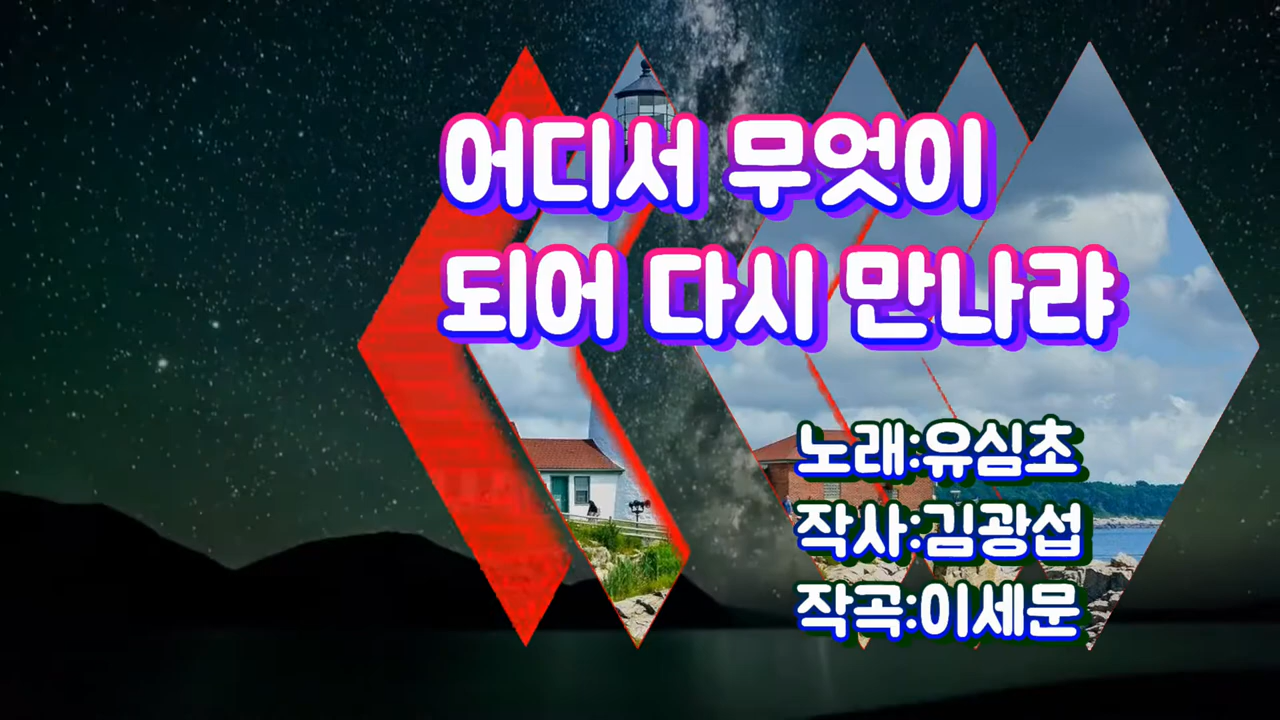 어디서 무엇이
되어 다시 만나랴
노래:유심초
작사:김광섭
작곡:이세문